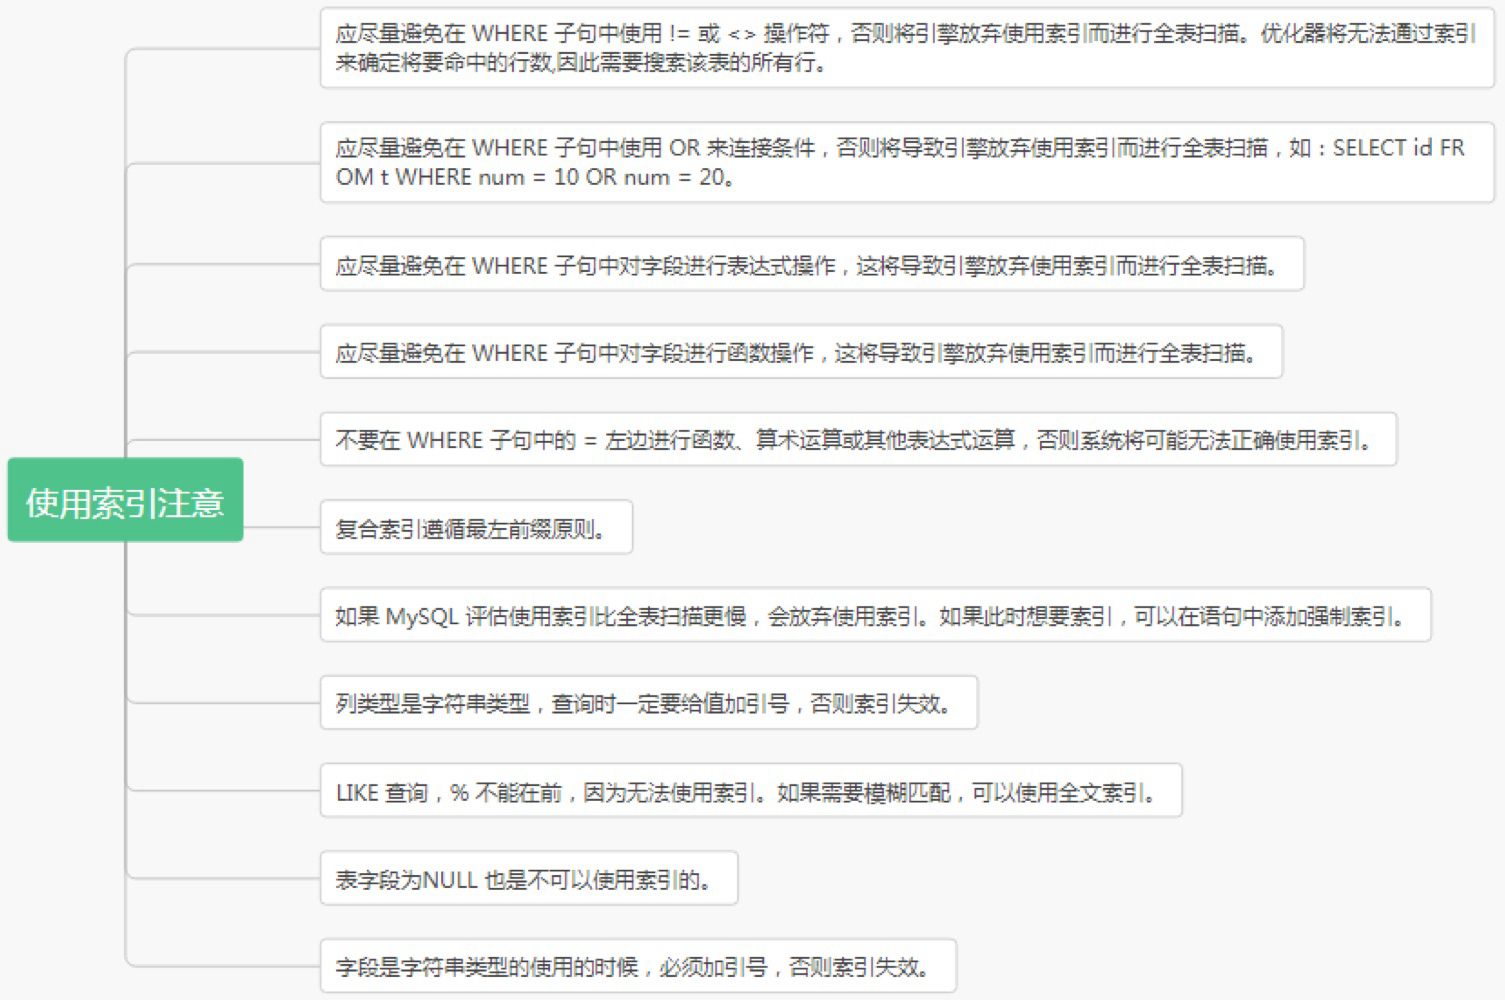 应尽量避免在 WHERE 子句中使用 != 或 <> 操作符，否则将引擎放弃使用索引而进行全表扫描。优化器将无法通过索引
来确定将要命中的行数,因此需要搜索该表的所有行。
应尽量避免在 WHERE 子句中使用 OR 来连接条件，否则将导致引擎放弃使用索引而进行全表扫描，如：SELECT id FR
OM t WHERE num = 10 OR num = 20。
应尽量避免在 WHERE 子句中对字段进行表达式操作，这将导致引擎放弃使用索引而进行全表扫描。
应尽量避免在 WHERE 子句中对字段进行函数操作，这将导致引擎放弃使用索引而进行全表扫描。
不要在 WHERE 子句中的 = 左边进行函数、算术运算或其他表达式运算，否则系统将可能无法正确使用索引。
使用索引注意
复合索引遵循最左前缀原则。
如果 MySQL 评估使用索引比全表扫描更慢，会放弃使用索引。如果此时想要索引，可以在语句中添加强制索引。
列类型是字符串类型，查询时一定要给值加引号，否则索引失效。
LIKE 查询，% 不能在前，因为无法使用索引。如果需要模糊匹配，可以使用全文索引。
表字段为NULL 也是不可以使用索引的。
字段是字符串类型的使用的时候，必须加引号，否则索引失效。